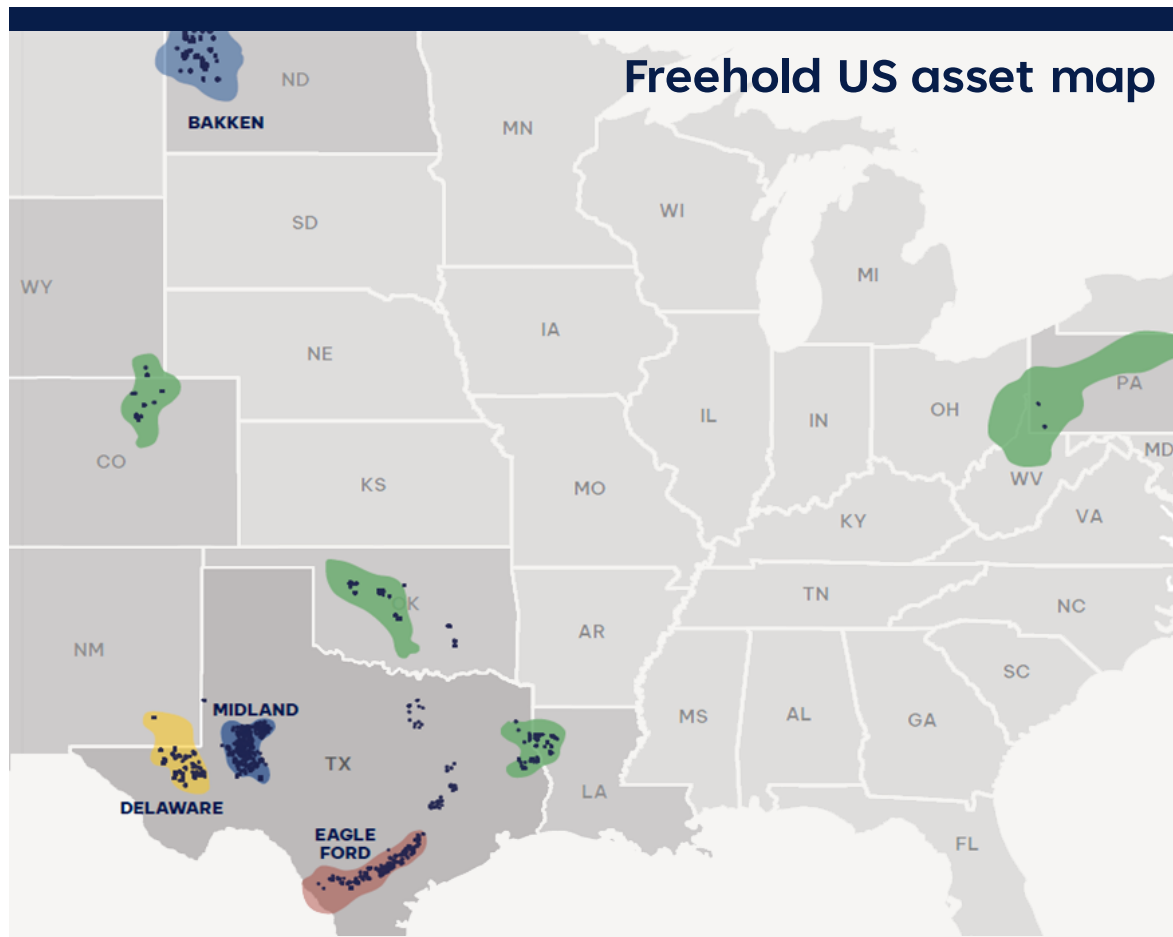 Freehold US asset map
ND
BAKKEN
MN
SD
WI
WY
MI
IA
NE
PA
OH
IL
IN
MD
CO
WV
KS
MO
VA
KY
TN
OK
NC
AR
NM
SC
MIDLAND
MS
AL
GA
TX
LA
DELAWARE
EAGLE
FORD
FL